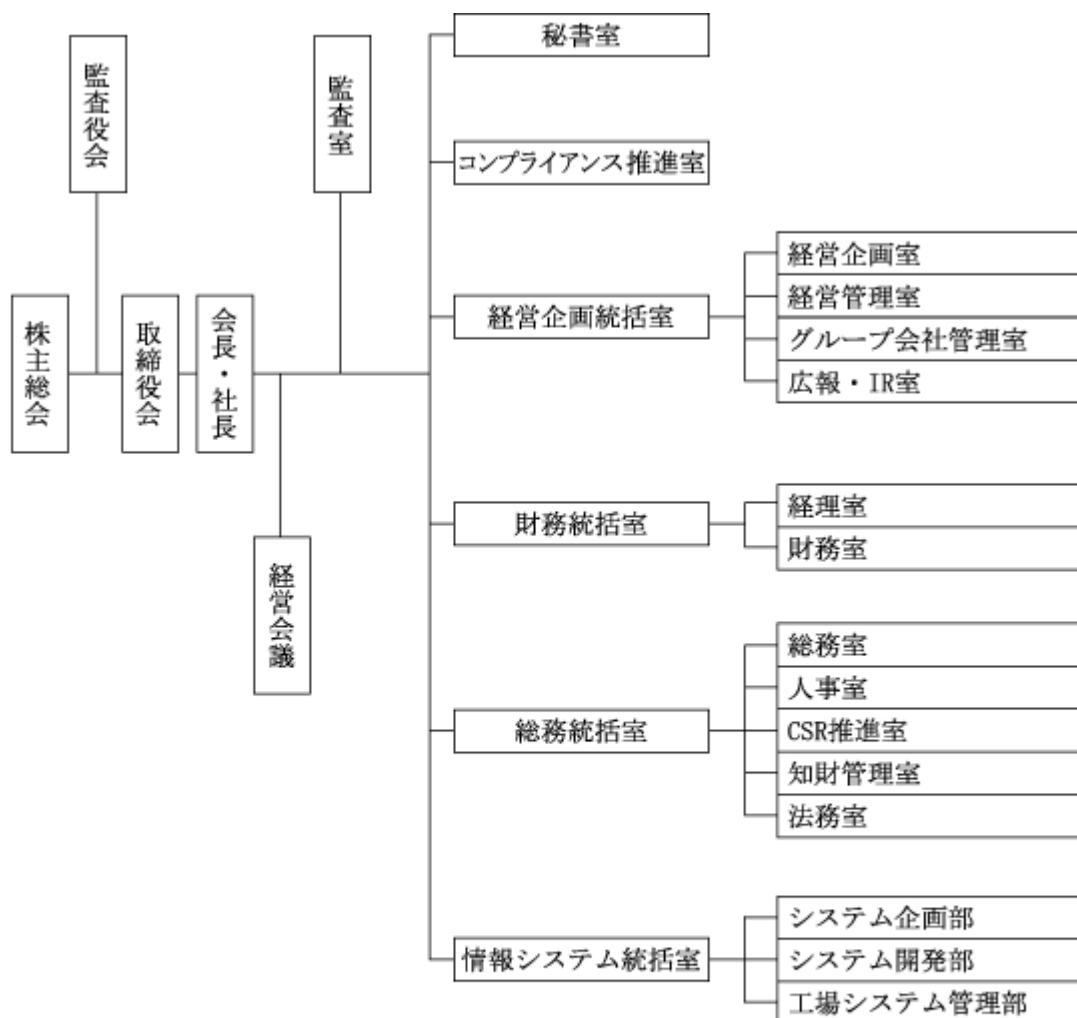 監査役会
監査室
株主総会
取締役会
会長・社長
経営会議
秘書室
コンプライアンス推進室
経営企画統括室
経営企画室
経営管理室
グループ会社管理室
広報・IR室
財務統括室
経理室
財務室
総務統括室
総務室
人事室
CSR推進室
知財管理室
法務室
情報システム統括室
システム企画部
システム開発部
工場システム管理部